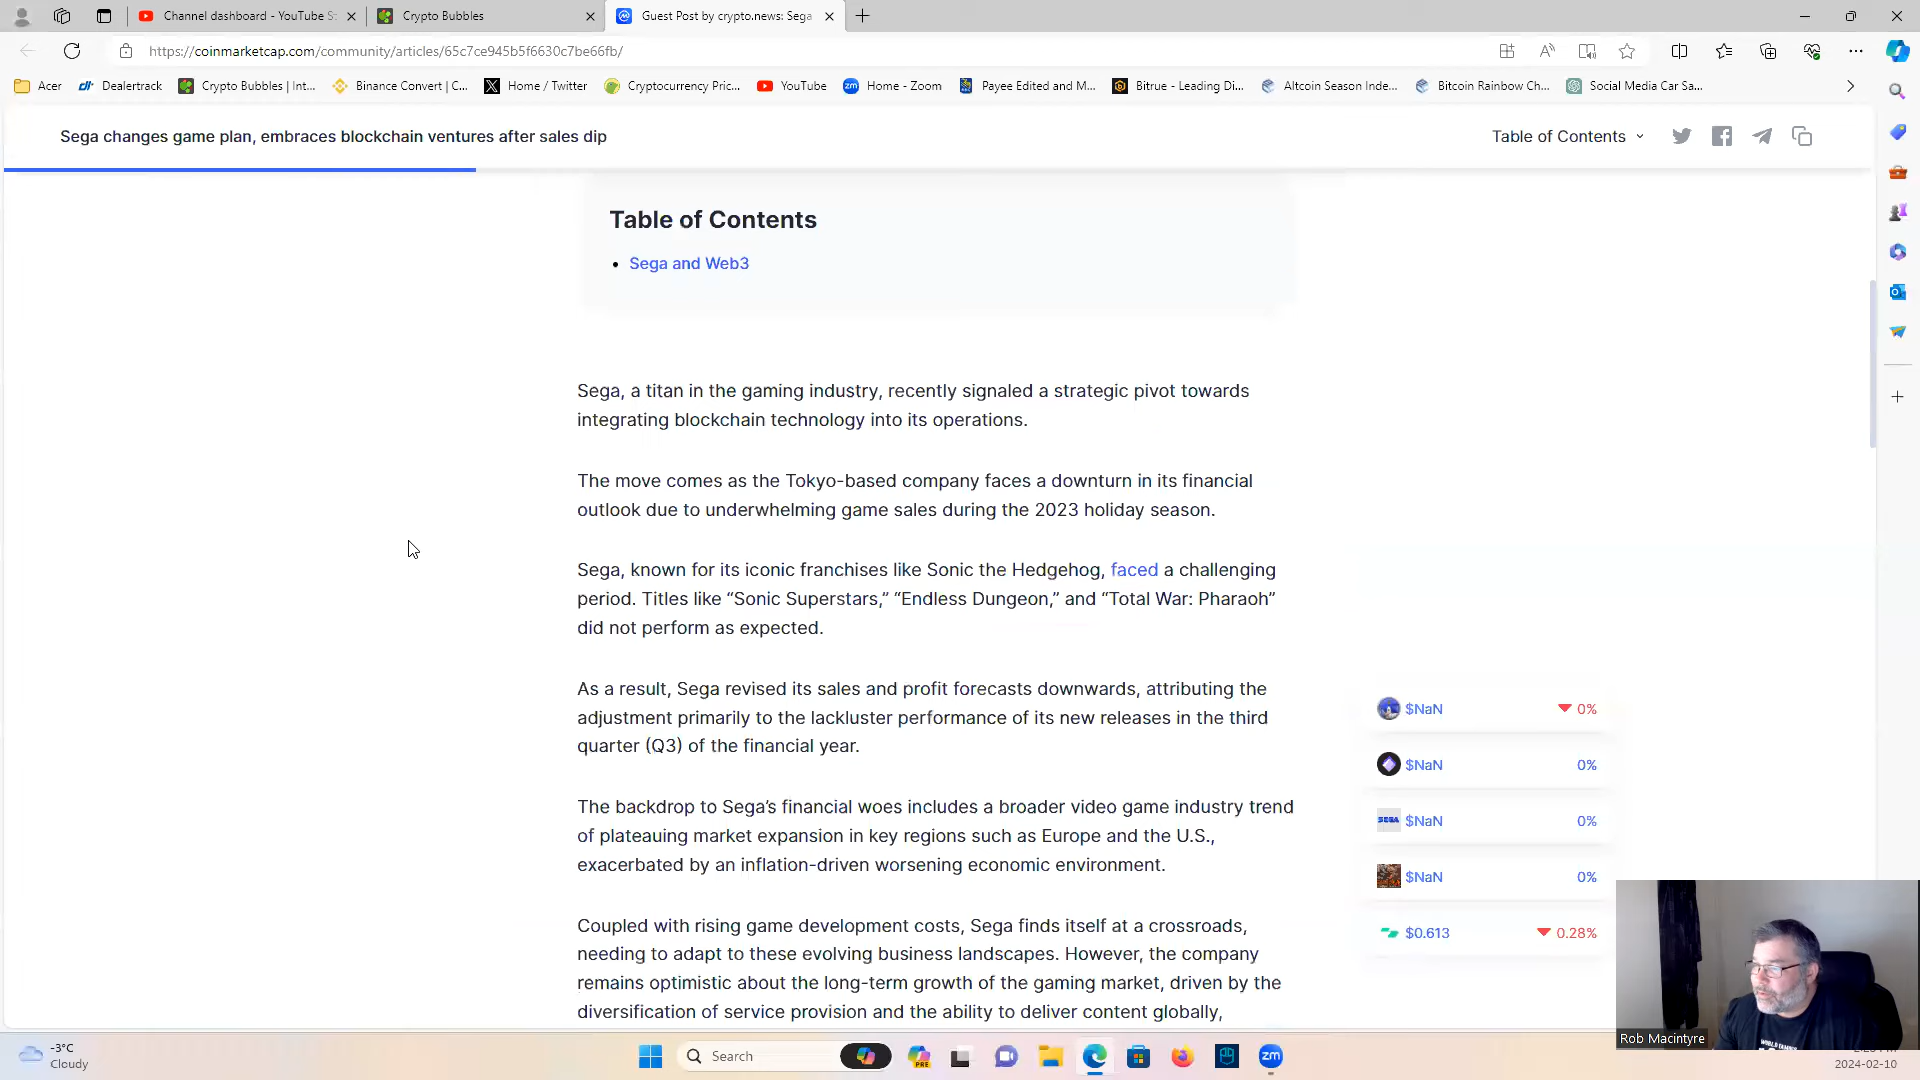 Channel dashboard - YouTube S
Crypto Bubbles
Guest Post by crypto.news: Sega
https://coinmarketcap.com/community/articles/65c7ce945b5f6630c7be66fb/
Acer
Dealertrack
Crypto Bubbles | Int...
Binance Convert | C...
Home / Twitter
Cryptocurrency Pric...
YouTube
Home - Zoom
Payee Edited and M...
Bitrue - Leading Di...
Altcoin Season Inde...
Bitcoin Rainbow Ch...
Social Media Car Sa...
Sega changes game plan, embraces blockchain ventures after sales dip
Table of Contents
Table of Contents
• Sega and Web3
Sega, a titan in the gaming industry, recently signaled a strategic pivot towards
integrating blockchain technology into its operations.
The move comes as the Tokyo-based company faces a downturn in its financial
outlook due to underwhelming game sales during the 2023 holiday season.
Sega, known for its iconic franchises like Sonic the Hedgehog, faced a challenging
period. Titles like “Sonic Superstars,” “Endless Dungeon,” and “Total War: Pharaoh”
did not perform as expected.
As a result, Sega revised its sales and profit forecasts downwards, attributing the
adjustment primarily to the lackluster performance of its new releases in the third
quarter (Q3) of the financial year.
The backdrop to Sega’s financial woes includes a broader video game industry trend
of plateauing market expansion in key regions such as Europe and the U.S.,
exacerbated by an inflation-driven worsening economic environment.
Coupled with rising game development costs, Sega finds itself at a crossroads,
needing to adapt to these evolving business landscapes. However, the company
remains optimistic about the long-term growth of the gaming market, driven by the
diversification of service provision and the ability to deliver content globally,
$NaN 0%
$NaN 0%
SEGA $NaN 0%
$NaN 0%
$0.613 0.28%
Rob Macintyre
-3°C
Cloudy
Search
PRE
zm
2024-02-10